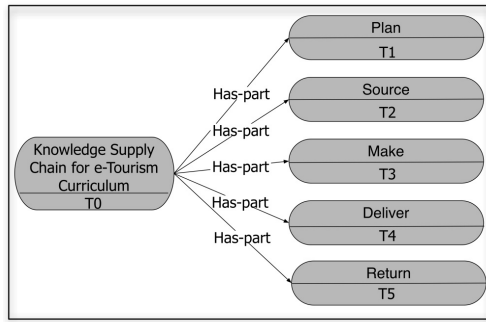 Plan
T1
Has-part
Source
Has-part
T2
Knowledge Supply
Chain for e-Tourism
Curriculum
T0
Has-part
Make
T3
Has-part
Deliver
T4
Has-part
Return
T5